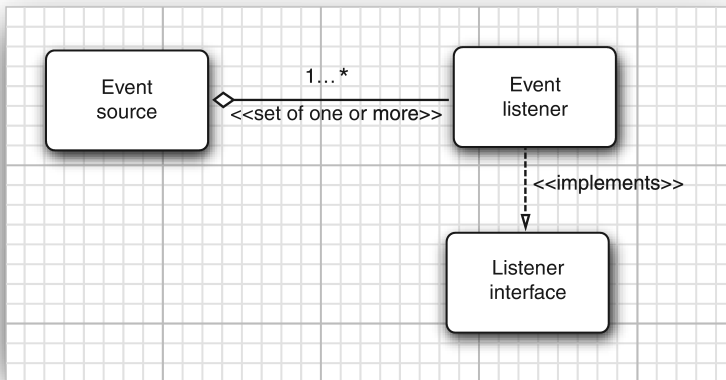 Event
source
1...*
<<set of one or more>>
Event
listener
<<implements>>
Listener
interface